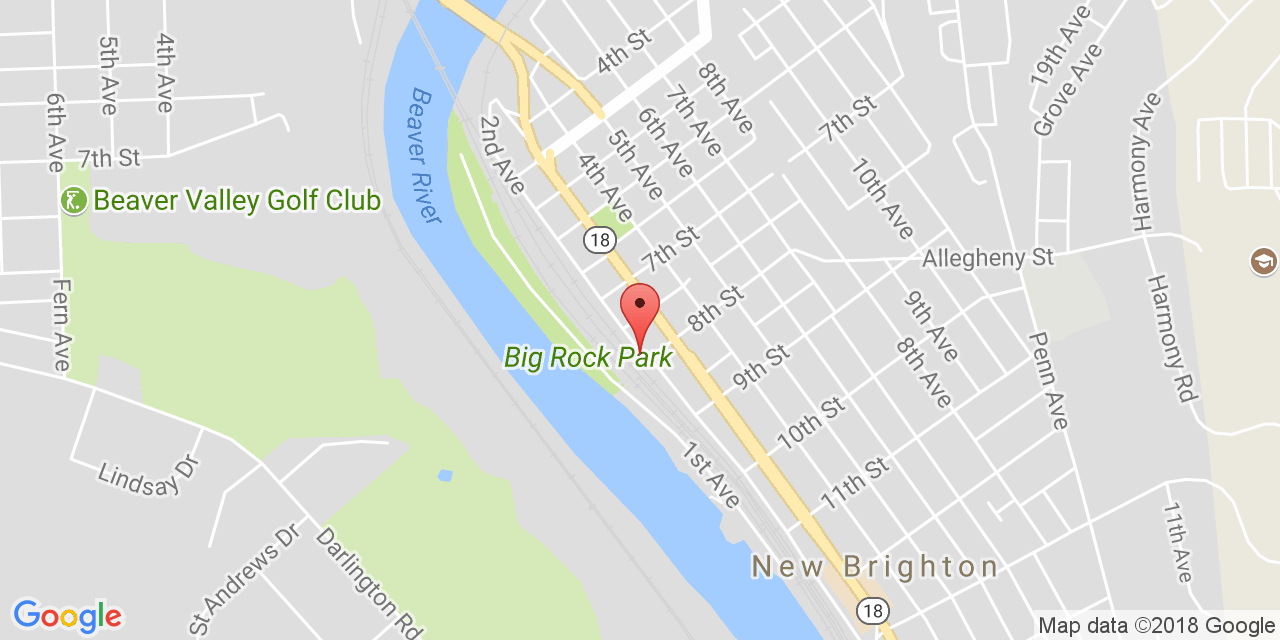 4th St
19th Ave
5th Ave
4th Ave
6th Ave
8th Ave
7th Ave
6th Ave
5th Ave
4th Ave
Grove Ave
Harmony Ave
Beaver River
2nd Ave
7th St
7th St
10th Ave
Beaver Valley Golf Club
18
7th St
Allegheny St
Fern Ave
8th St
9th Ave
8th Ave
Harmony Rd
Big Rock Park
9th St
Penn Ave
10th St
Lindsay Dr
1st Ave
11th St
11th Ave
St Andrews Dr
Darlington Rd
New Brighton
18
Google
Map data ©2018 Google